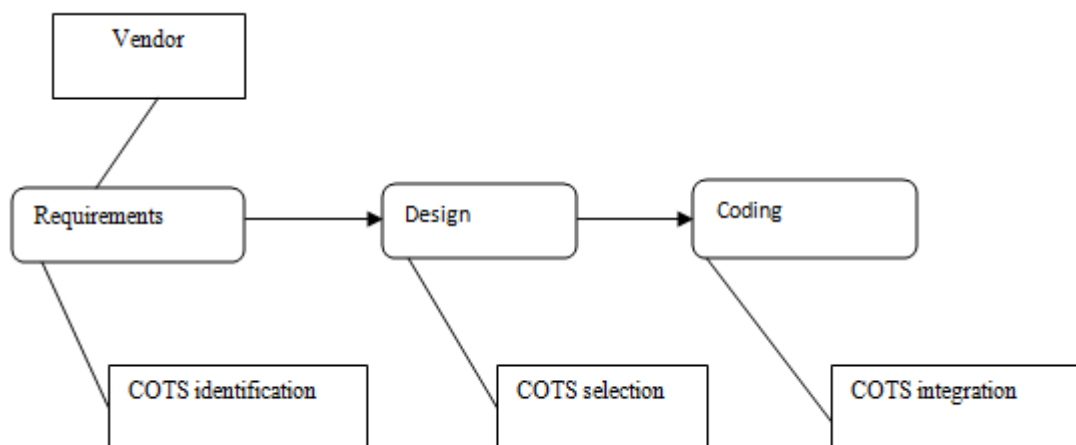 Vendor
Requirements
Design
Coding
COTS identification
COTS selection
COTS integration